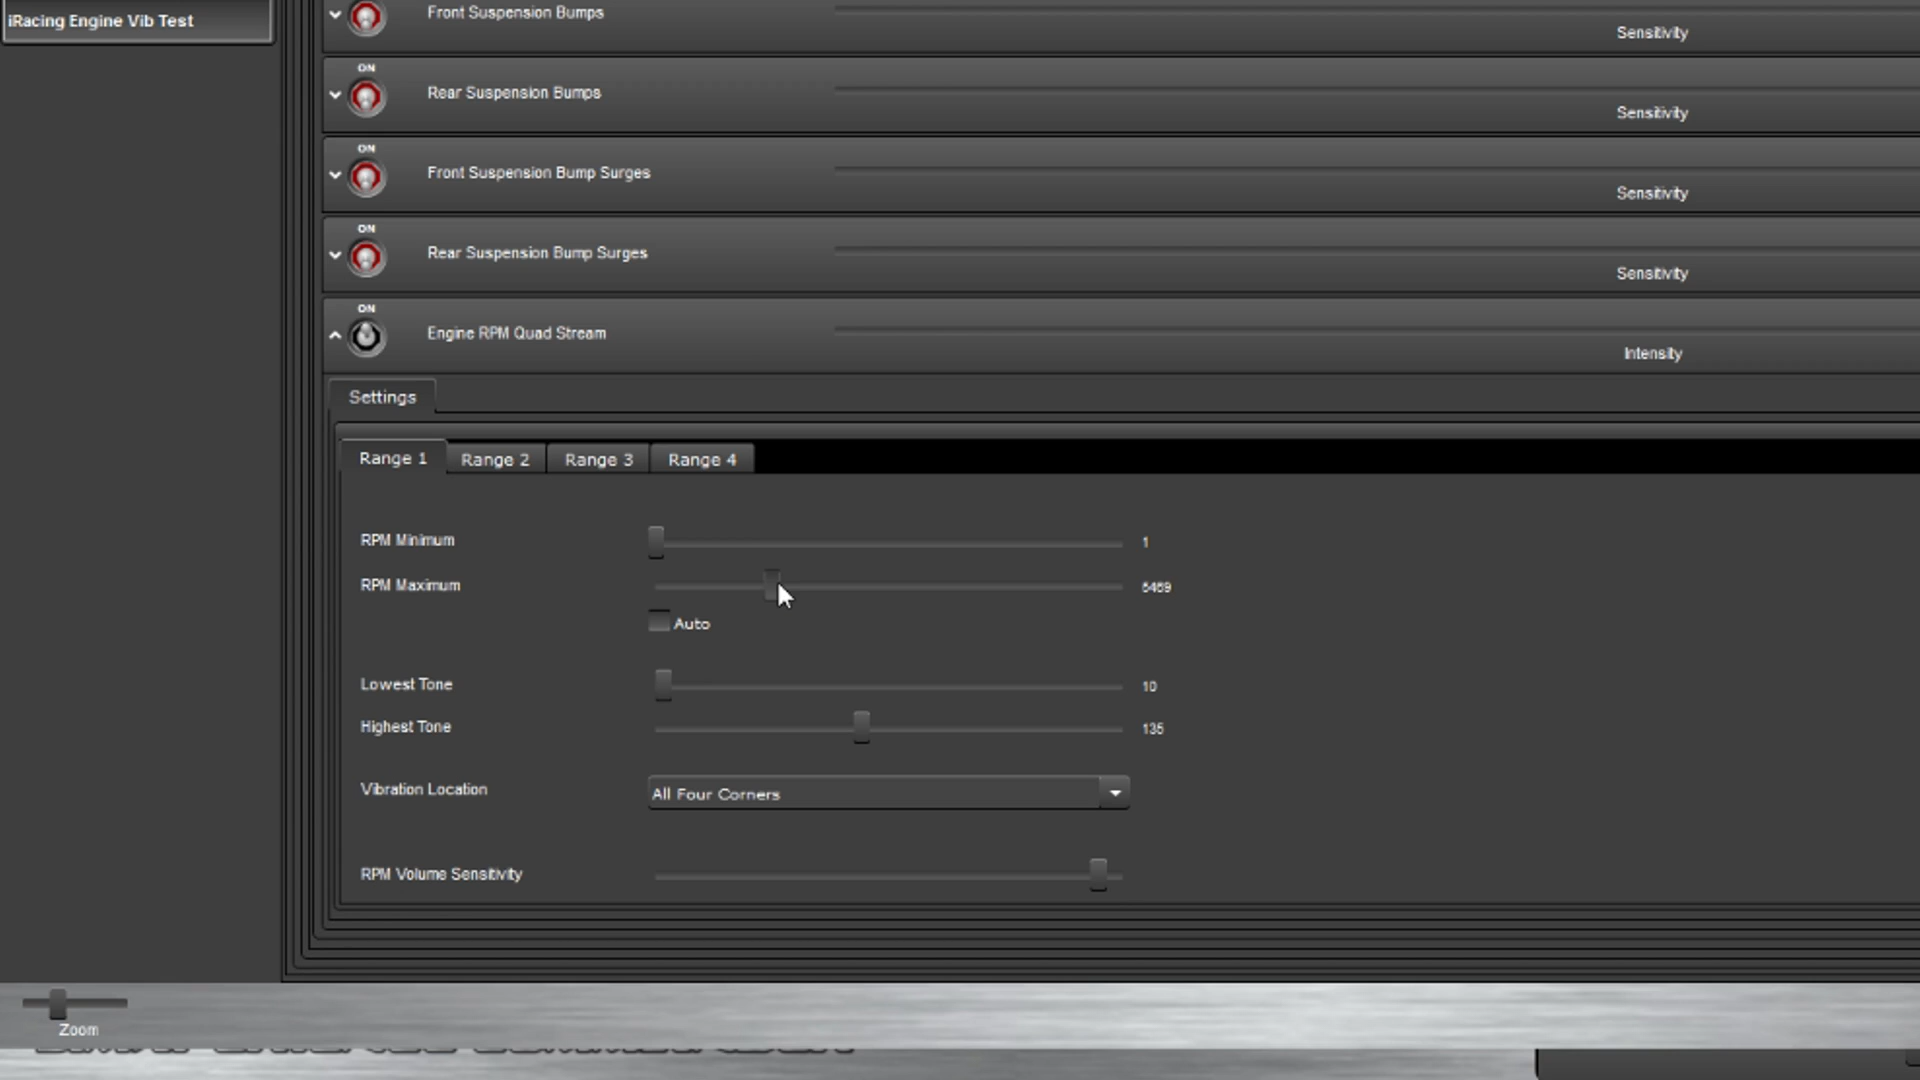 iRacing Engine Vib Test
Front Suspension Bumps
Sensitivity
ON
Rear Suspension Bumps
Sensitivity
ON
Front Suspension Bump Surges
Sensitivity
ON
Rear Suspension Bump Surges
Sensitivity
ON
Engine RPM Quad Stream
Intensity
Settings
Range 1 Range 2 Range 3 Range 4
RPM Minimum 1
RPM Maximum 5469
Auto
Lowest Tone 10
Highest Tone 135
Vibration Location All Four Corners
RPM Volume Sensitivity
Zoom